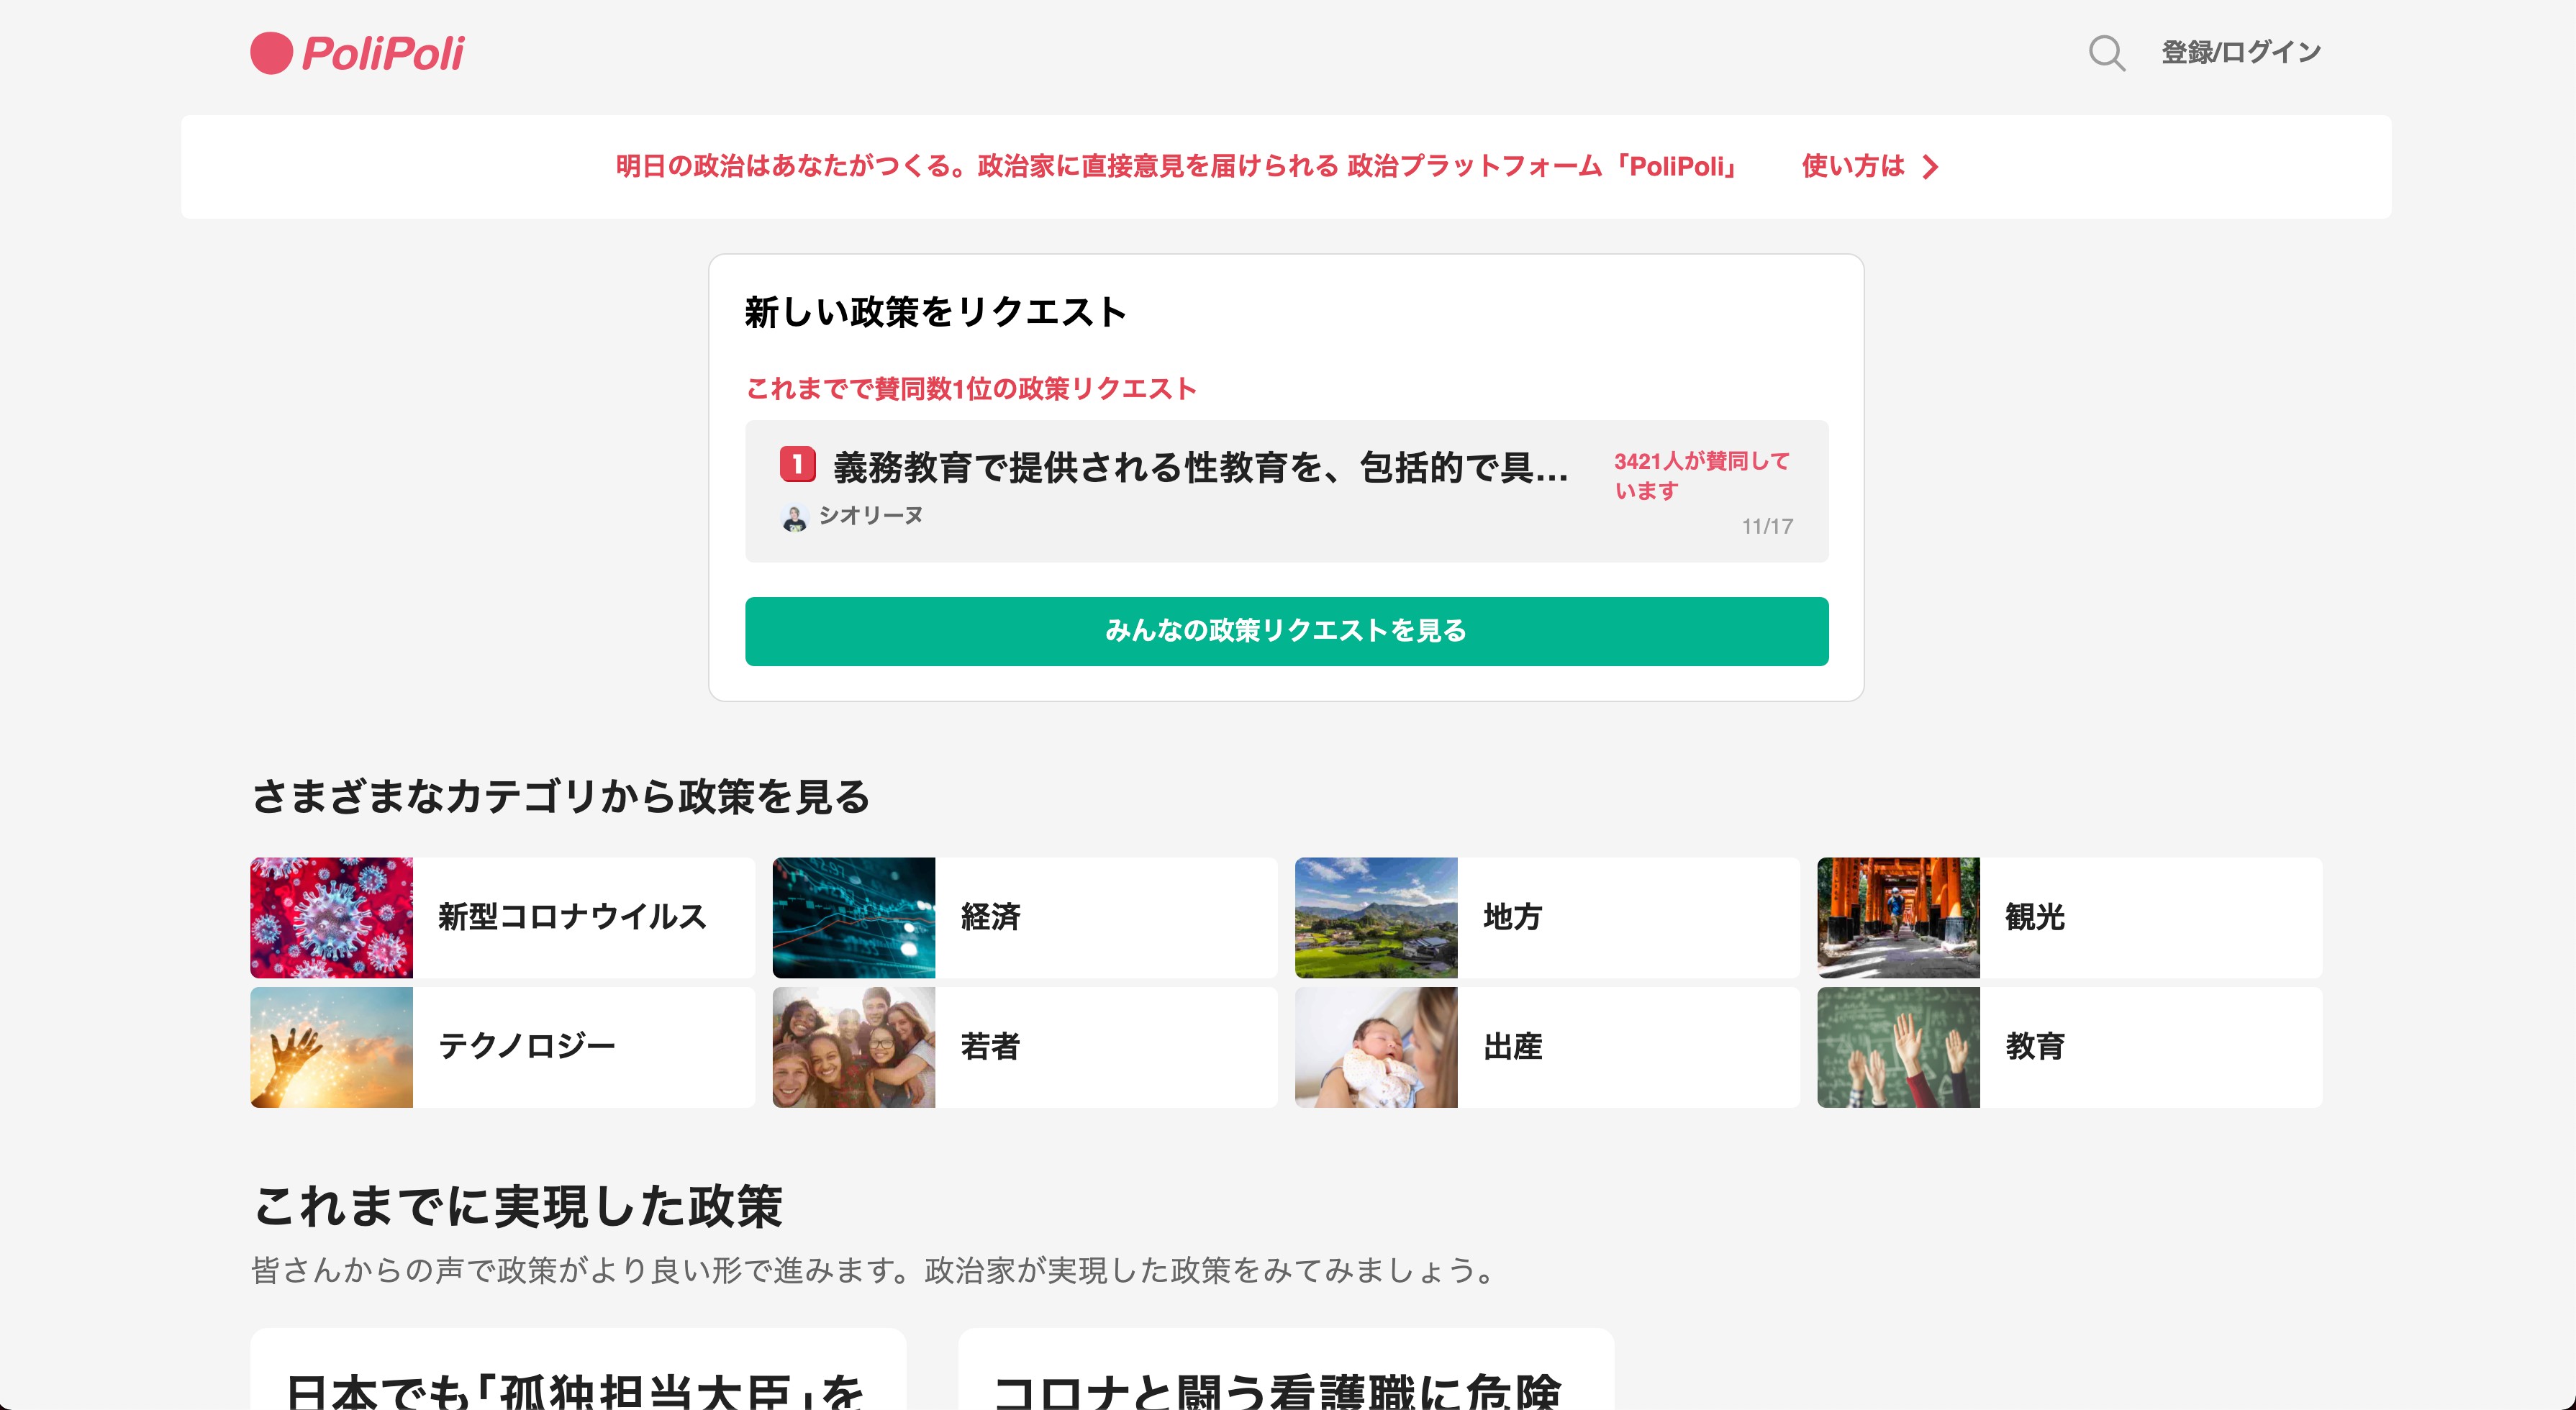 PoliPoli
登録/ログイン
明日の政治はあなたがつくる。政治家に直接意見を届けられる 政治プラットフォーム「PoliPoli」 使い方は
新しい政策をリクエスト
これまでで賛同数1位の政策リクエスト
1 義務教育で提供される性教育を、包括的で具...
3421人が賛同して
います
シオリーヌ
11/17
みんなの政策リクエストを見る
さまざまなカテゴリから政策を見る
新型コロナウイルス
経済
地方
観光
テクノロジー
若者
出産
教育
これまでに実現した政策
皆さんからの声で政策がより良い形で進みます。政治家が実現した政策をみてみましょう。
日本でも「孤独担当大臣」を
コロナと闘う看護職に危険